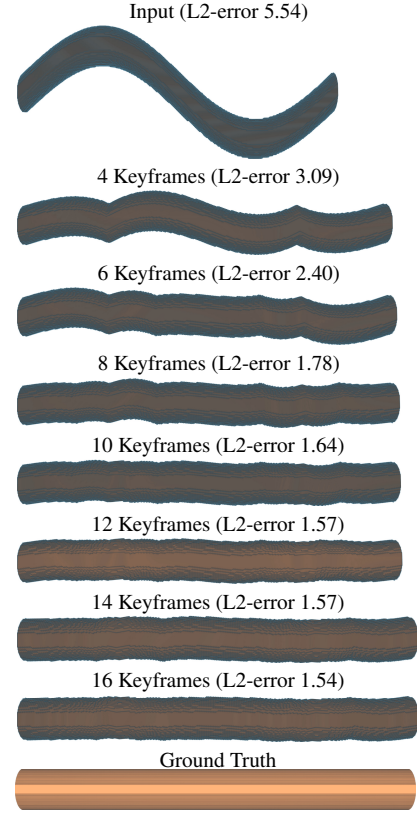 Input (L2-error 5.54)
4 Keyframes (L2-error 3.09)
6 Keyframes (L2-error 2.40)
8 Keyframes (L2-error 1.78)
10 Keyframes (L2-error 1.64)
12 Keyframes (L2-error 1.57)
14 Keyframes (L2-error 1.57)
16 Keyframes (L2-error 1.54)
Ground Truth